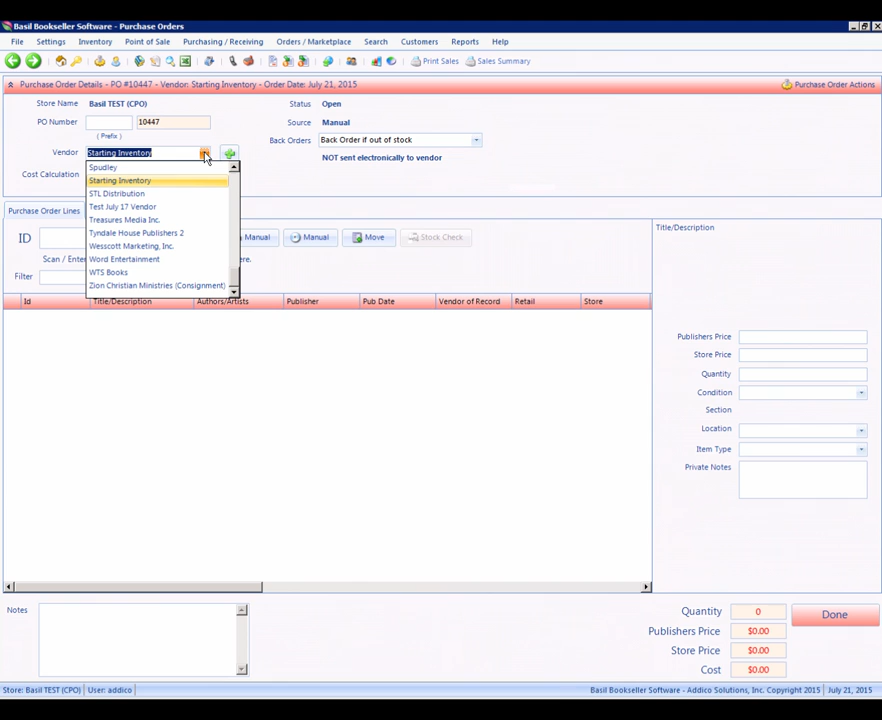 Basil Bookseller Software - Purchase Orders
File Settings Inventory Point of Sale Purchasing / Receiving Orders / Marketplace Search Customers Reports Help
Print Sales Sales Summary
Purchase Order Details - PO #10447 - Vendor: Starting Inventory - Order Date: July 21, 2015 Purchase Order Actions
Store Name Basil TEST (CPO) Status Open
PO Number 10447 Source Manual
( Prefix ) Back Orders Back Order if out of stock
Vendor Starting Inventory NOT sent electronically to vendor
Cost Calculation
Spudley
Starting Inventory
STL Distribution
Test July 17 Vendor
Treasures Media Inc.
Tyndale House Publishers 2
Wesscott Marketing, Inc.
Word Entertainment
WTS Books
Zion Christian Ministries (Consignment)
Purchase Order Lines
ID Manual Manual Move Stock Check
Scan / Enter ere.
Filter
Id Title/Description Authors/Artists Publisher Pub Date Vendor of Record Retail Store
Title/Description
Publishers Price
Store Price
Quantity
Condition
Section
Location
Item Type
Private Notes
Notes
Quantity 0 Done
Publishers Price $0.00
Store Price $0.00
Cost $0.00
Store: Basil TEST (CPO) User: addico Basil Bookseller Software - Addico Solutions, Inc. Copyright 2015 July 21, 2015